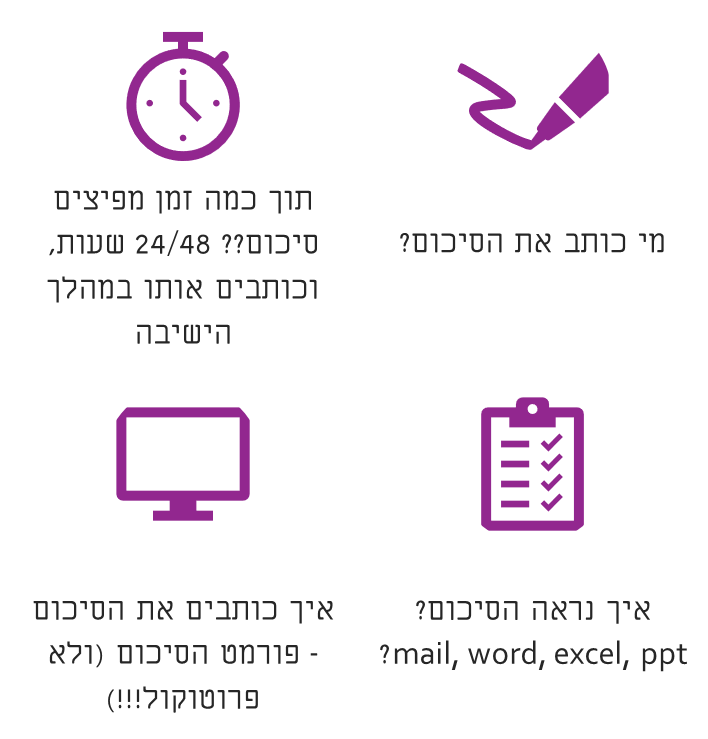 מי כותב את הסיכום?
תוך כמה זמן מפיצים
סיכום?? 24/48 שעות,
וכותבים אותו במהלך
הישיבה
איך נראה הסיכום?
mail, word, excel, ppt?
איך כותבים את הסיכום
- פורמט הסיכום (ולא
פרוטוקול!!!)